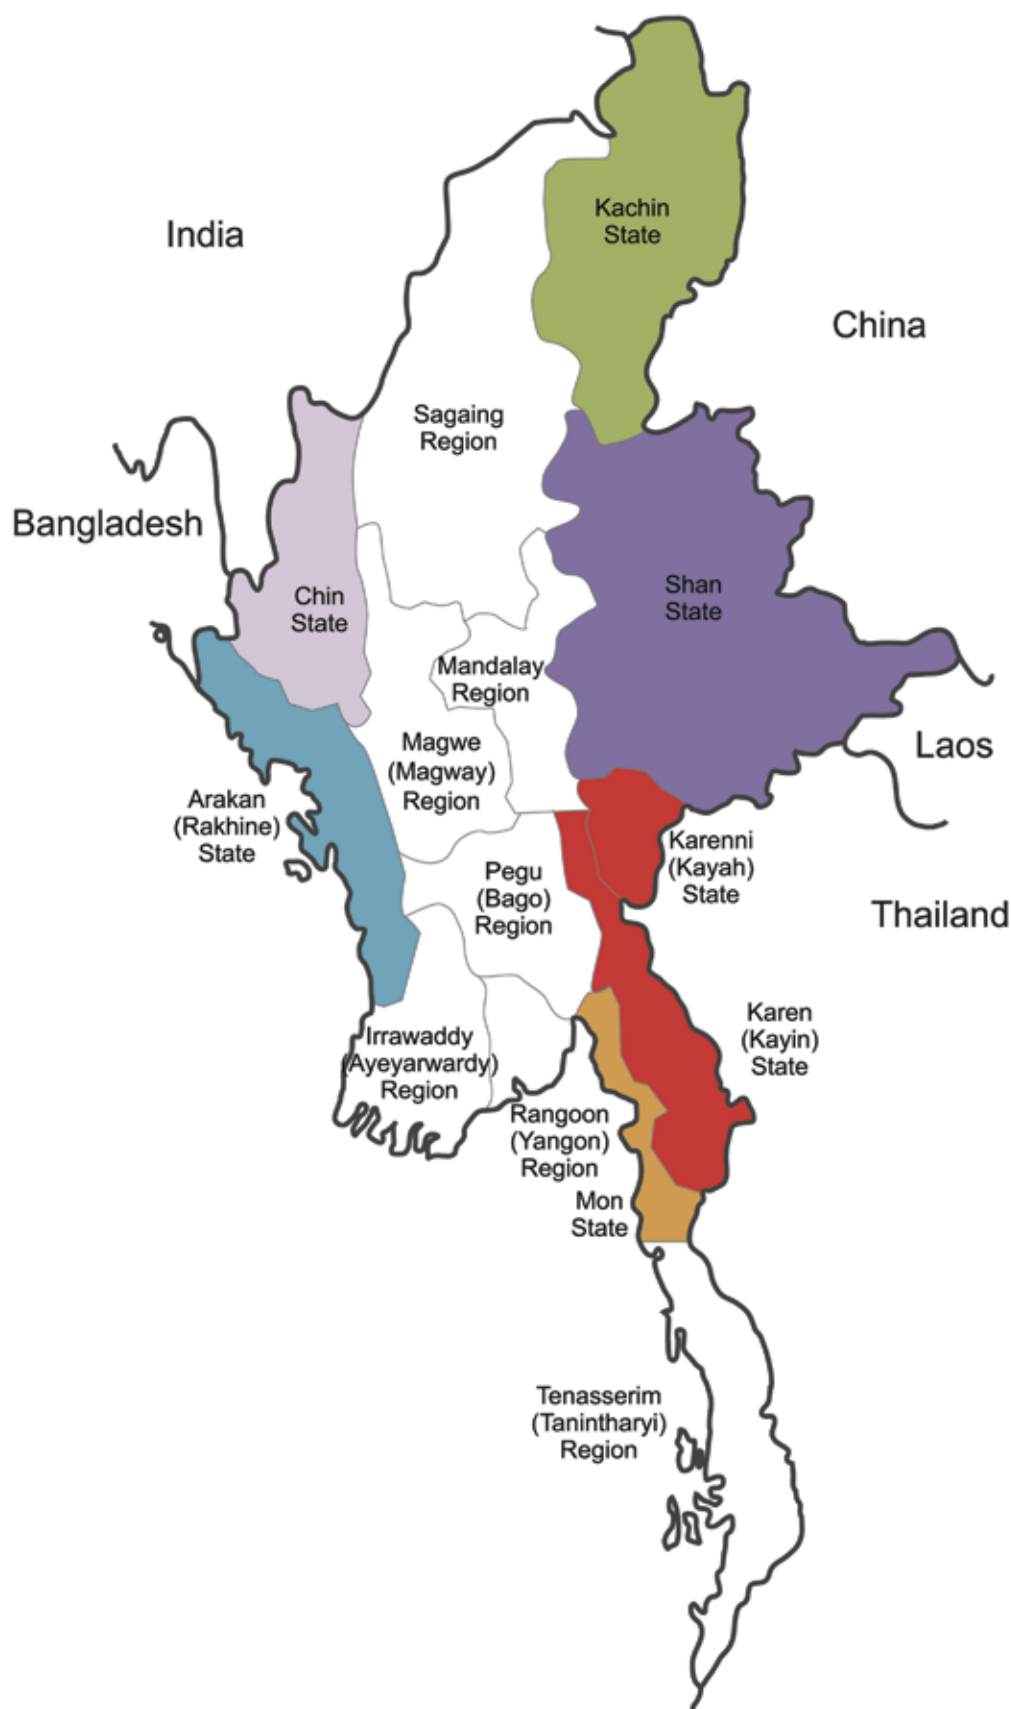 Kachin
State
India
China
Sagaing
Region
Bangladesh
Chin
State
Shan
State
Mandalay
Region
Laos
Magwe
(Magway)
Region
Arakan
(Rakhine)
State
Karenni
(Kayah)
State
Pegu
(Bago)
Region
Thailand
Karen
(Kayin)
State
Irrawaddy
(Ayeyarwardy)
Region
Rangoon
(Yangon)
Region
Mon
State
Tenasserim
(Tanintharyi)
Region